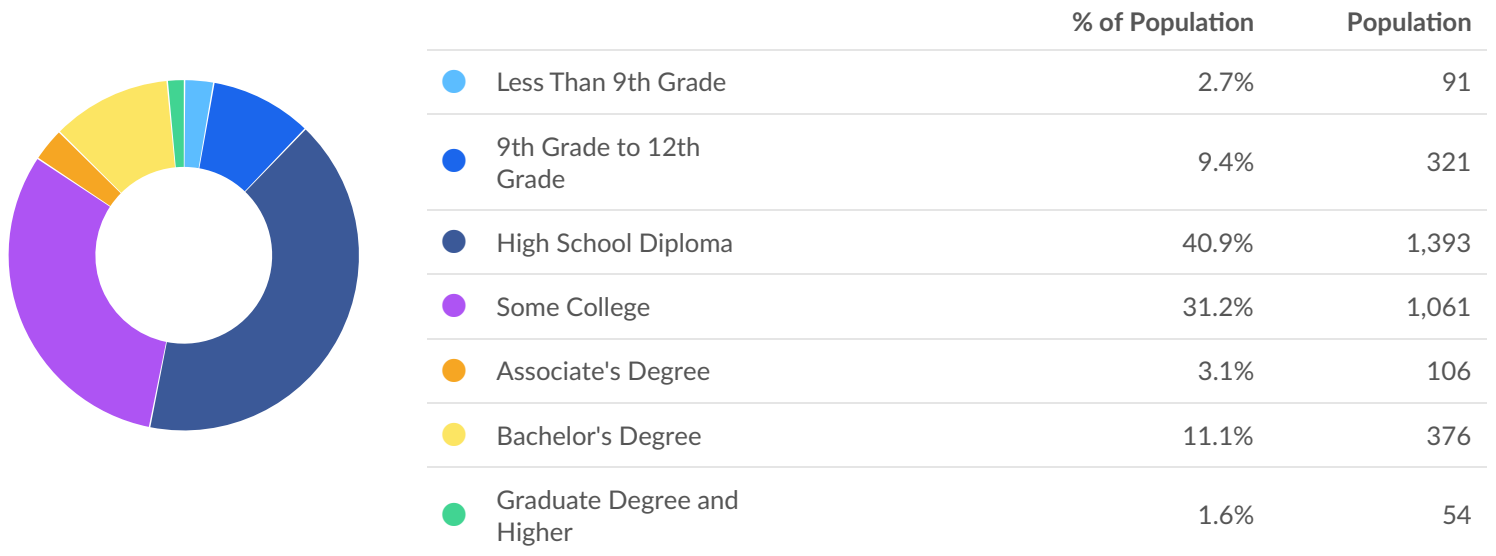 % of Population Population
Less Than 9th Grade 2.7% 91
9th Grade to 12th
Grade 9.4% 321
High School Diploma 40.9% 1,393
Some College 31.2% 1,061
Associate's Degree 3.1% 106
Bachelor's Degree 11.1% 376
Graduate Degree and
Higher 1.6% 54